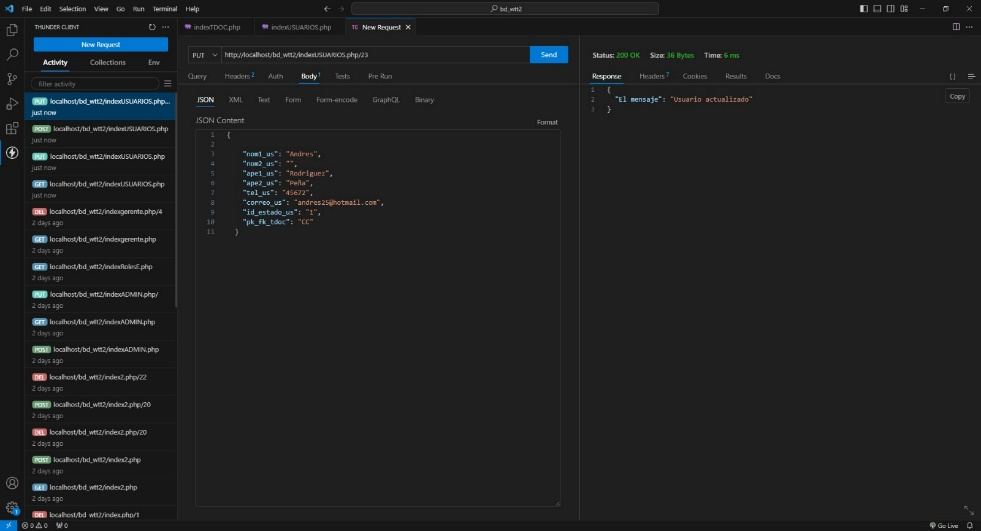 File Edit Selection View Go Run Terminal Help
bd_wtt2
THUNDER CLIENT
New Request
Activity Collections Env
filter activity
PUT localhost/bd_wtt2/indexUSUARIOS.php...
just now
POST localhost/bd_wtt2/indexUSUARIOS.php
just now
PUT localhost/bd_wtt2/indexUSUARIOS.php
just now
GET localhost/bd_wtt2/indexUSUARIOS.php
just now
DEL localhost/bd_wtt2/indexgerente.php/4
2 days ago
GET localhost/bd_wtt2/indexgerente.php
2 days ago
GET localhost/bd_wtt2/indexRolesE.php
2 days ago
PUT localhost/bd_wtt2/indexADMIN.php/
2 days ago
GET localhost/bd_wtt2/indexADMIN.php
2 days ago
POST localhost/bd_wtt2/indexADMIN.php
2 days ago
DEL localhost/bd_wtt2/index2.php/22
2 days ago
POST localhost/bd_wtt2/index2.php/20
2 days ago
DEL localhost/bd_wtt2/index2.php/20
2 days ago
POST localhost/bd_wtt2/index2.php
2 days ago
GET localhost/bd_wtt2/index2.php
2 days ago
DEL localhost/bd_wtt2/index.php/1
indexTDOC.php indexUSUARIOS.php TC New Request
PUT http://localhost/bd_wtt2/indexUSUARIOS.php/23 Send
Query Headers 2 Auth Body 1 Tests Pre Run
JSON XML Text Form Form-encode GraphQL Binary
JSON Content Format
1 {
2
3 "nom1_us": "Andres",
4 "nom2_us": "",
5 "ape1_us": "Rodriguez",
6 "ape2_us": "Peña",
7 "tel_us": "45672",
8 "correo_us": "andres25@hotmail.com",
9 "id_estado_us": "1",
10 "pk_fk_tdoc": "CC"
11 }
Status: 200 OK Size: 36 Bytes Time: 6 ms
Response Headers 7 Cookies Results Docs
{}
Copy
1 {
2 "El mensaje": "Usuario actualizado"
3 }
1
0 0 0
Go Live